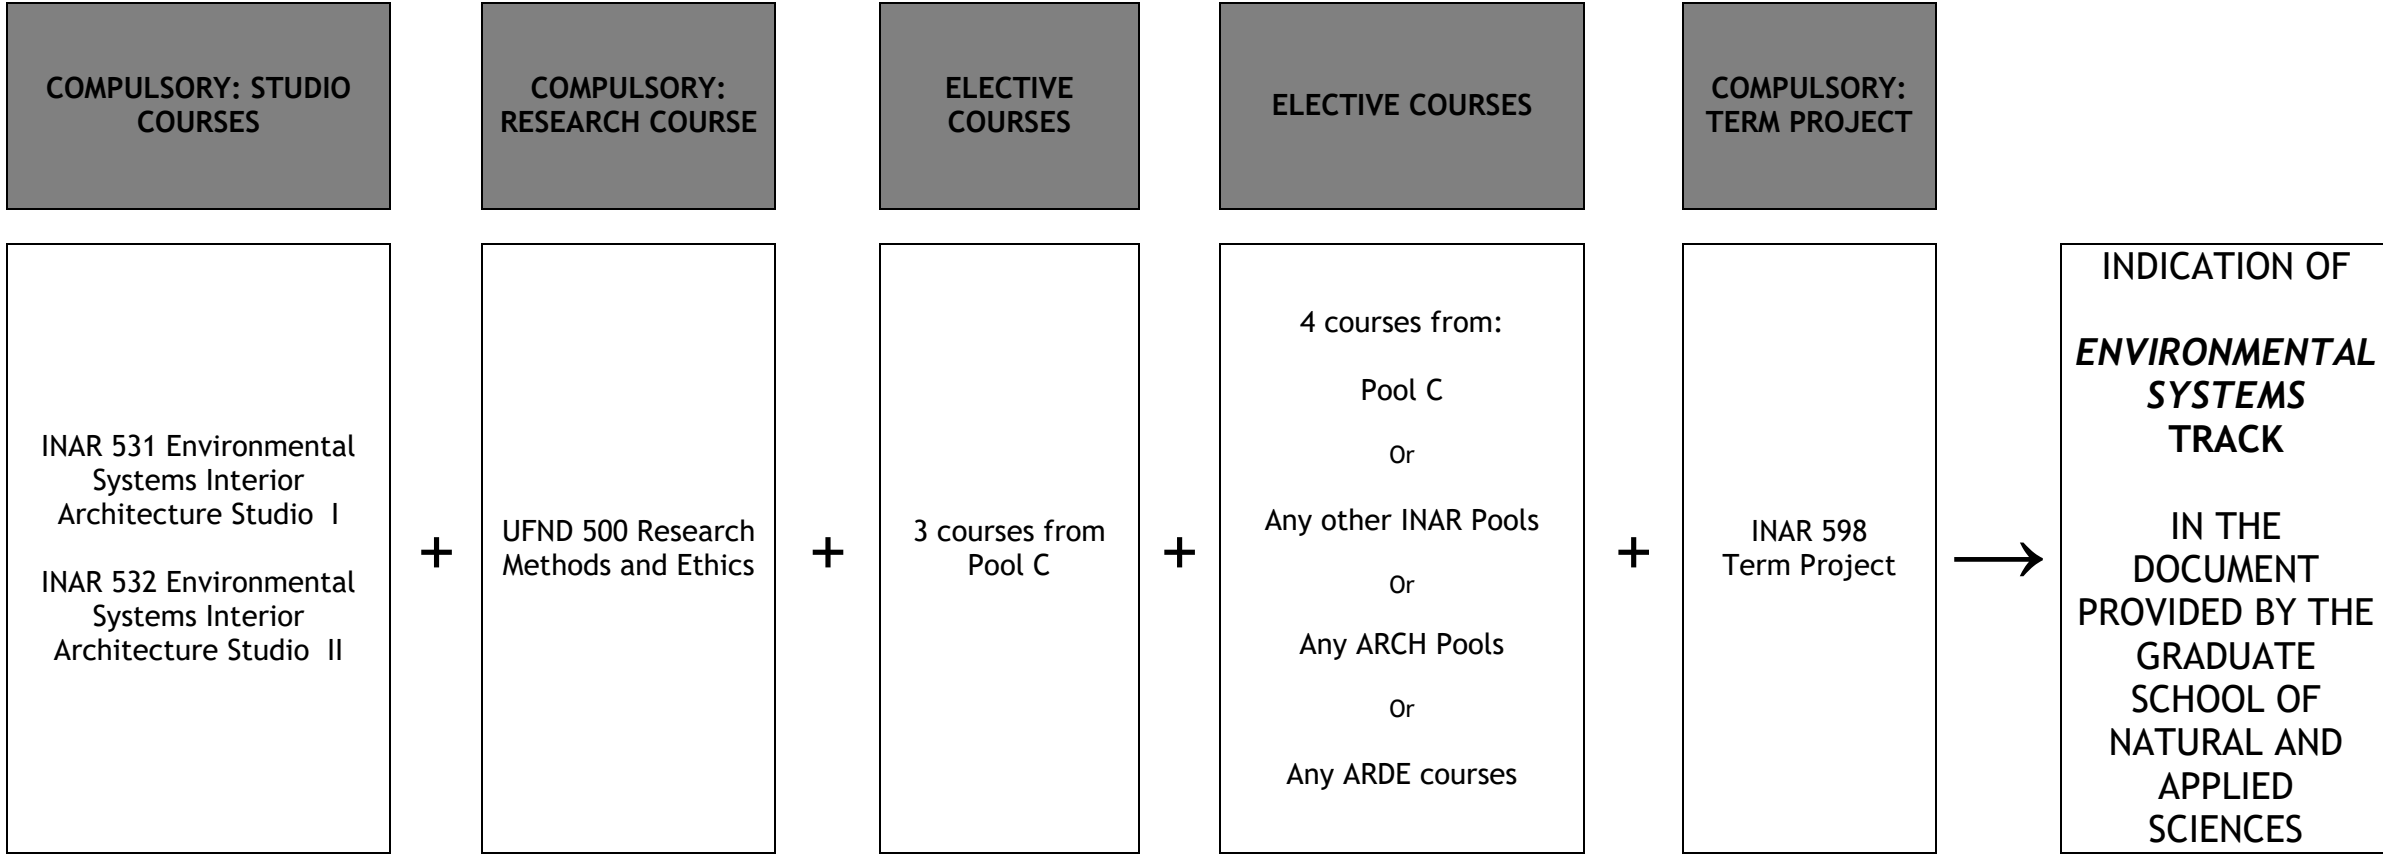 COMPULSORY: STUDIO
COURSES
COMPULSORY:
RESEARCH COURSE
ELECTIVE
COURSES
ELECTIVE COURSES
COMPULSORY:
TERM PROJECT
INAR 531 Environmental
Systems Interior
Architecture Studio I
INAR 532 Environmental
Systems Interior
Architecture Studio II
+
UFND 500 Research
Methods and Ethics
+
3 courses from
Pool C
+
4 courses from:
Pool C
Or
Any other INAR Pools
Or
Any ARCH Pools
Or
Any ARDE courses
+
INAR 598
Term Project
→
INDICATION OF
ENVIRONMENTAL
SYSTEMS
TRACK
IN THE
DOCUMENT
PROVIDED BY THE
GRADUATE
SCHOOL OF
NATURAL AND
APPLIED
SCIENCES